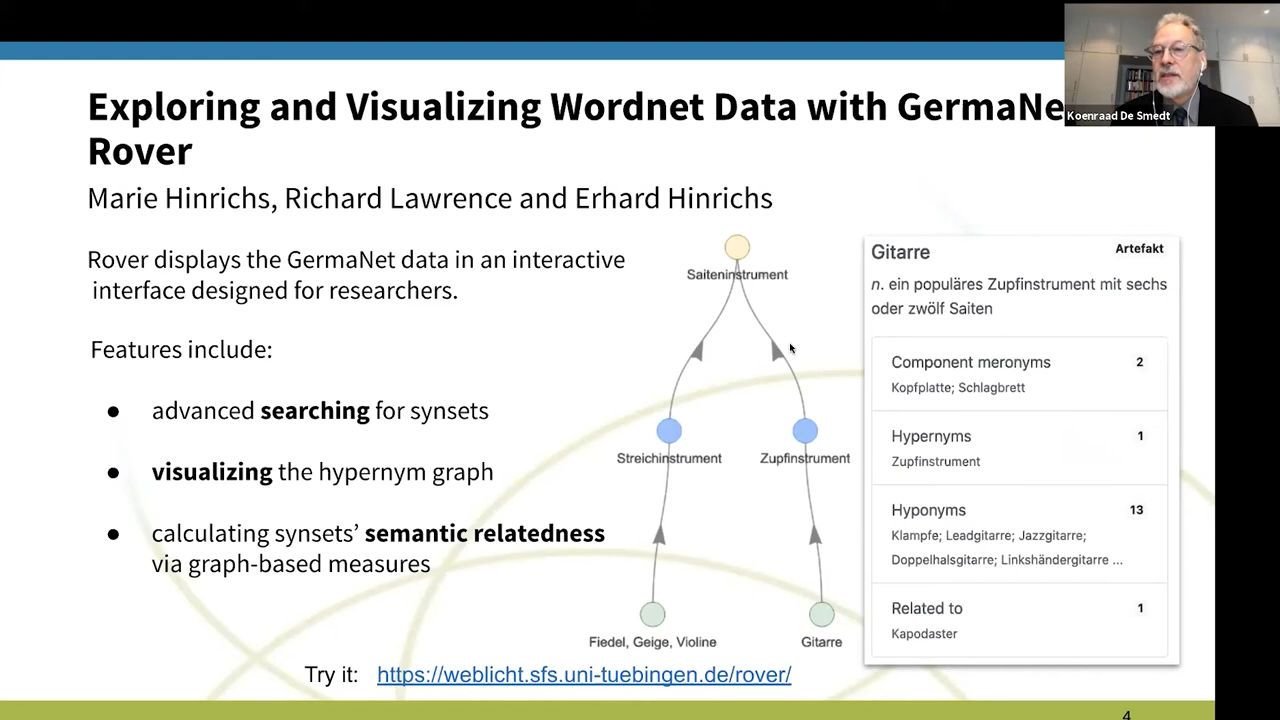 Koenraad De Smedt
Exploring and Visualizing Wordnet Data with GermaNe
Rover
Marie Hinrichs, Richard Lawrence and Erhard Hinrichs
Rover displays the GermaNet data in an interactive
interface designed for researchers.
Features include:
● advanced searching for synsets
● visualizing the hypernym graph
● calculating synsets’ semantic relatedness
via graph-based measures
Saiteninstrument
Streichinstrument
Zupfinstrument
Fiedel, Geige, Violine
Gitarre
Gitarre
Artefakt
n. ein populäres Zupfinstrument mit sechs
oder zwölf Saiten
Component meronyms 2
Kopfplatte; Schlagbrett
Hypernyms 1
Zupfinstrument
Hyponyms 13
Klampfe; Leadgitarre; Jazzgitarre;
Doppelhalsgitarre; Linkshändergitarre ...
Related to 1
Kapodaster
Try it: https://weblicht.sfs.uni-tuebingen.de/rover/
4